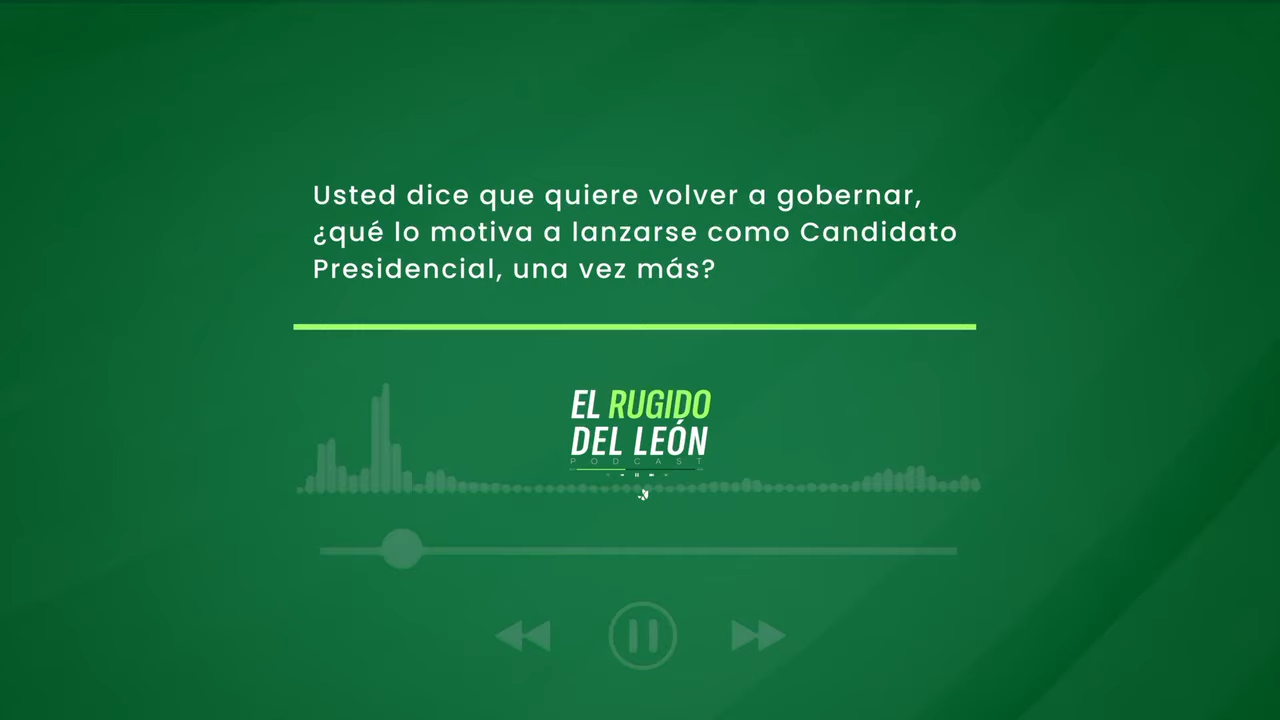 Usted dice que quiere volver a gobernar,
¿qué lo motiva a lanzarse como Candidato
Presidencial, una vez más?
EL RUGIDO
DEL LEÓN
PODCAST